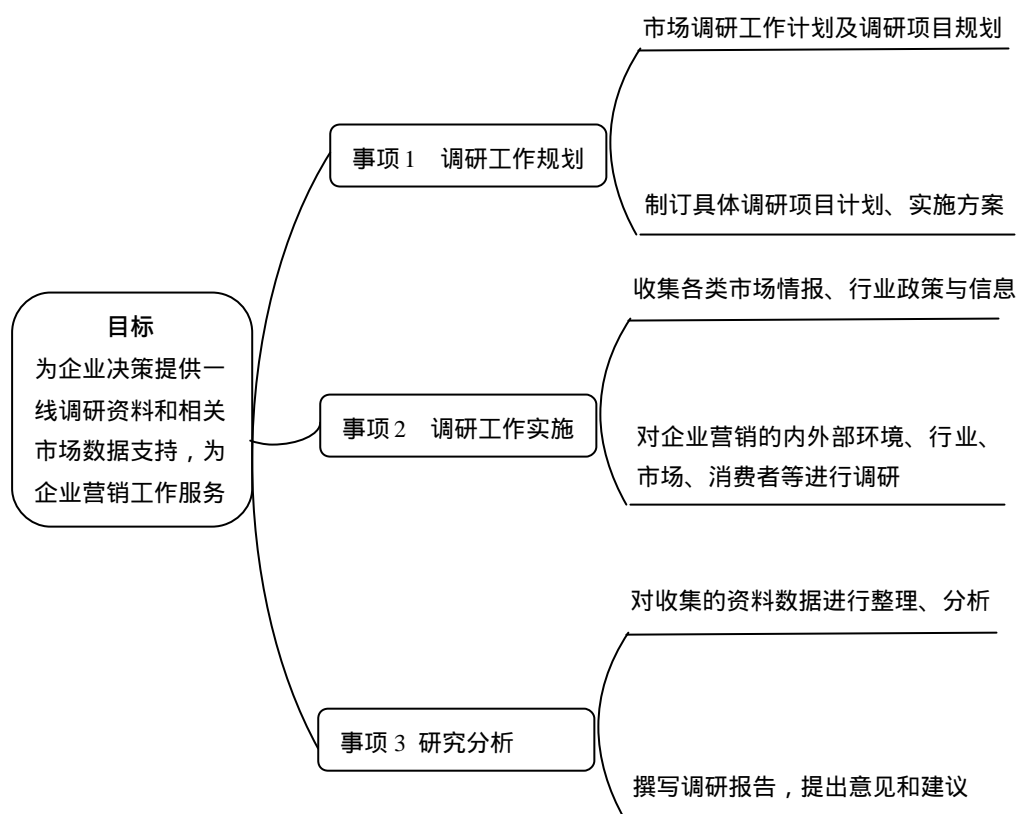 目标
为企业决策提供一
线调研资料和相关
市场数据支持，为
企业营销工作服务
事项1 调研工作规划
市场调研工作计划及调研项目规划
制订具体调研项目计划、实施方案
事项2 调研工作实施
收集各类市场情报、行业政策与信息
对企业营销的内外部环境、行业、
市场、消费者等进行调研
事项3 研究分析
对收集的资料数据进行整理、分析
撰写调研报告，提出意见和建议